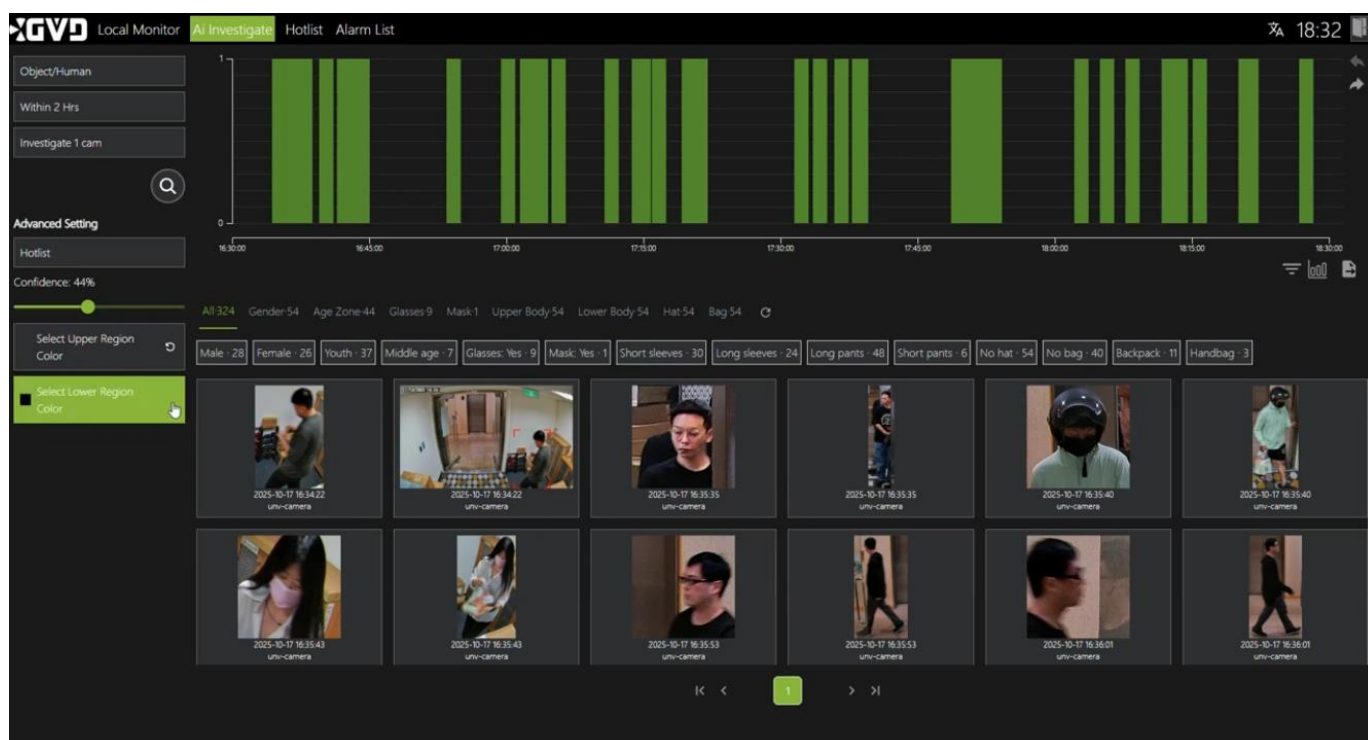 XGVD Local Monitor Ai Investigate Hotlist Alarm List 18:32
Object/Human
Within 2 Hrs
Investigate 1 cam
Advanced Setting
Hotlist
Confidence: 44%
Select Upper Region
Color
Select Lower Region
Color
1
0
16:30:00 16:45:00 17:00:00 17:15:00 17:30:00 17:45:00 18:00:00 18:15:00 18:30:00
All·324 Gender·54 Age Zone·44 Glasses·9 Mask·1 Upper Body·54 Lower Body·54 Hat·54 Bag·54
Male · 28 Female · 26 Youth · 37 Middle age · 7 Glasses: Yes · 9 Mask: Yes · 1 Short sleeves · 30 Long sleeves · 24 Long pants · 48 Short pants · 6 No hat · 54 No bag · 40 Backpack · 11 Handbag · 3
2025-10-17 16:34:22 2025-10-17 16:34:22 2025-10-17 16:35:35 2025-10-17 16:35:35 2025-10-17 16:35:40 2025-10-17 16:35:40
unv-camera unv-camera unv-camera unv-camera unv-camera unv-camera
2025-10-17 16:35:43 2025-10-17 16:35:43 2025-10-17 16:35:53 2025-10-17 16:35:53 2025-10-17 16:36:01 2025-10-17 16:36:01
unv-camera unv-camera unv-camera unv-camera unv-camera unv-camera
1